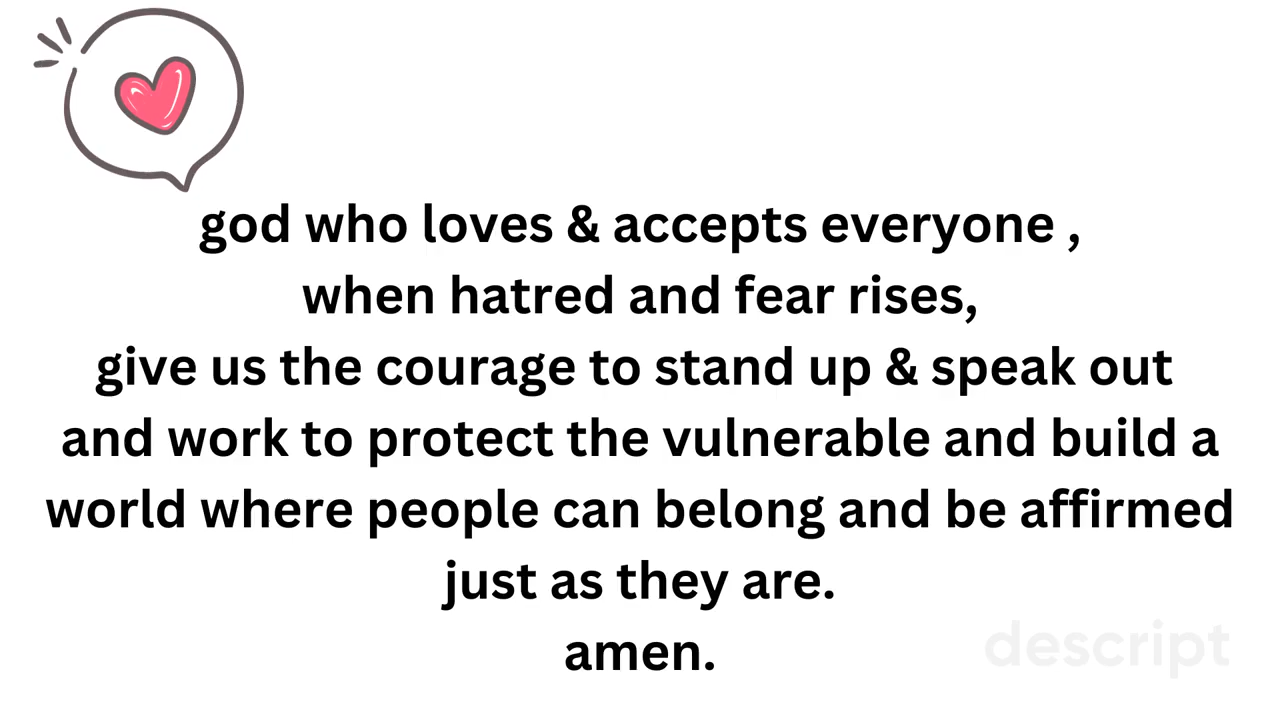 god who loves & accepts everyone ,
when hatred and fear rises,
give us the courage to stand up & speak out
and work to protect the vulnerable and build a
world where people can belong and be affirmed
just as they are.
amen.
descript